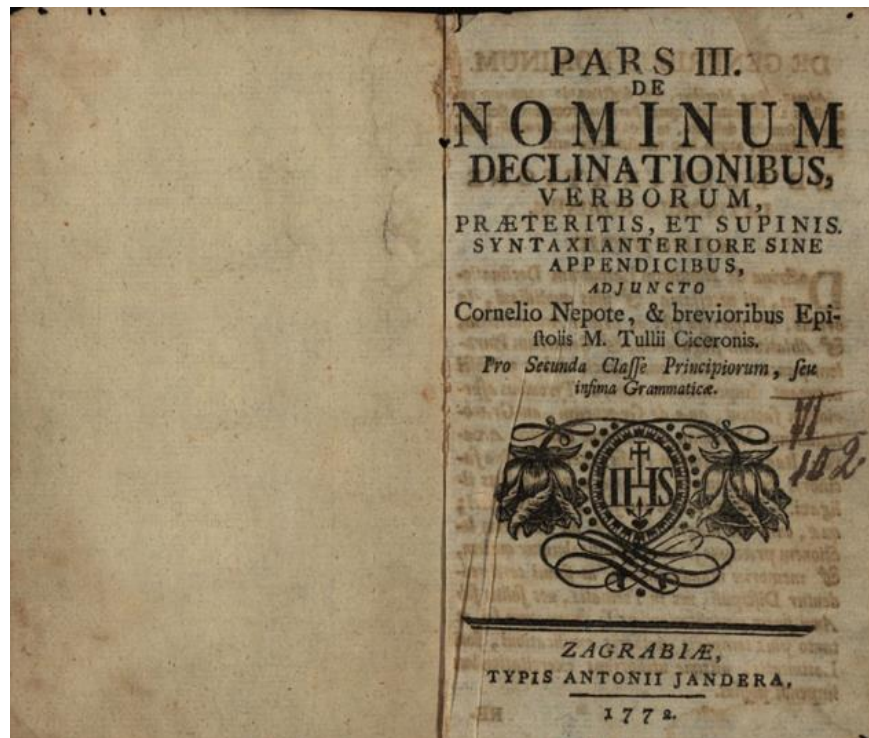 PARS III.
DE
NOMINUM
DECLINATIONIBUS,
VERBORUM,
PRÆTERITIS, ET SUPINIS.
SYNTAXI ANTERIORE SINE
APPENDICIBUS,
ADJUNCTO
Cornelio Nepote, & brevioribus Epi-
ſtolis M. Tullii Ciceronis.
Pro Secunda Claſſe Principiorum, ſeu
infima Grammaticæ.
VI
102
IHS
ZAGRABIÆ,
TYPIS ANTONII JANDERA,
1772.